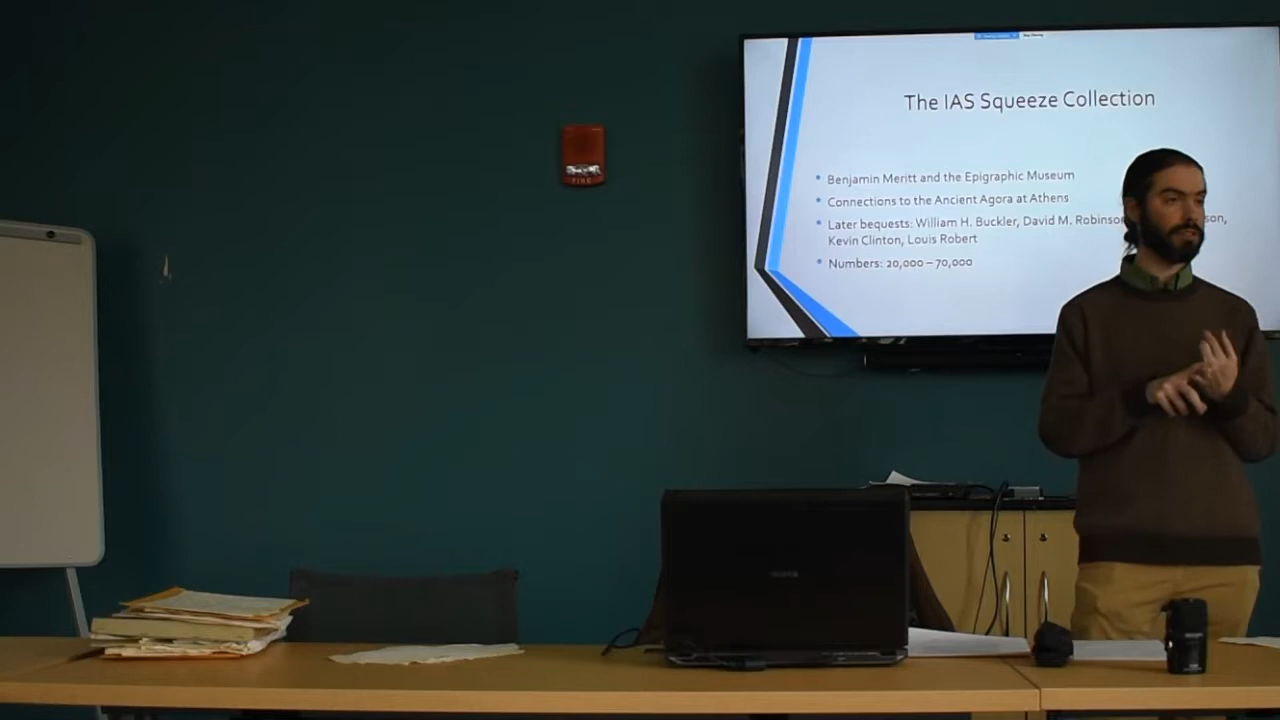 The IAS Squeeze Collection
Benjamin Meritt and the Epigraphic Museum
Connections to the Ancient Agora at Athens
Later bequests: William H. Buckler, David M. Robinso son,
Kevin Clinton, Louis Robert
Numbers: 20,000 – 70,000
FIRE